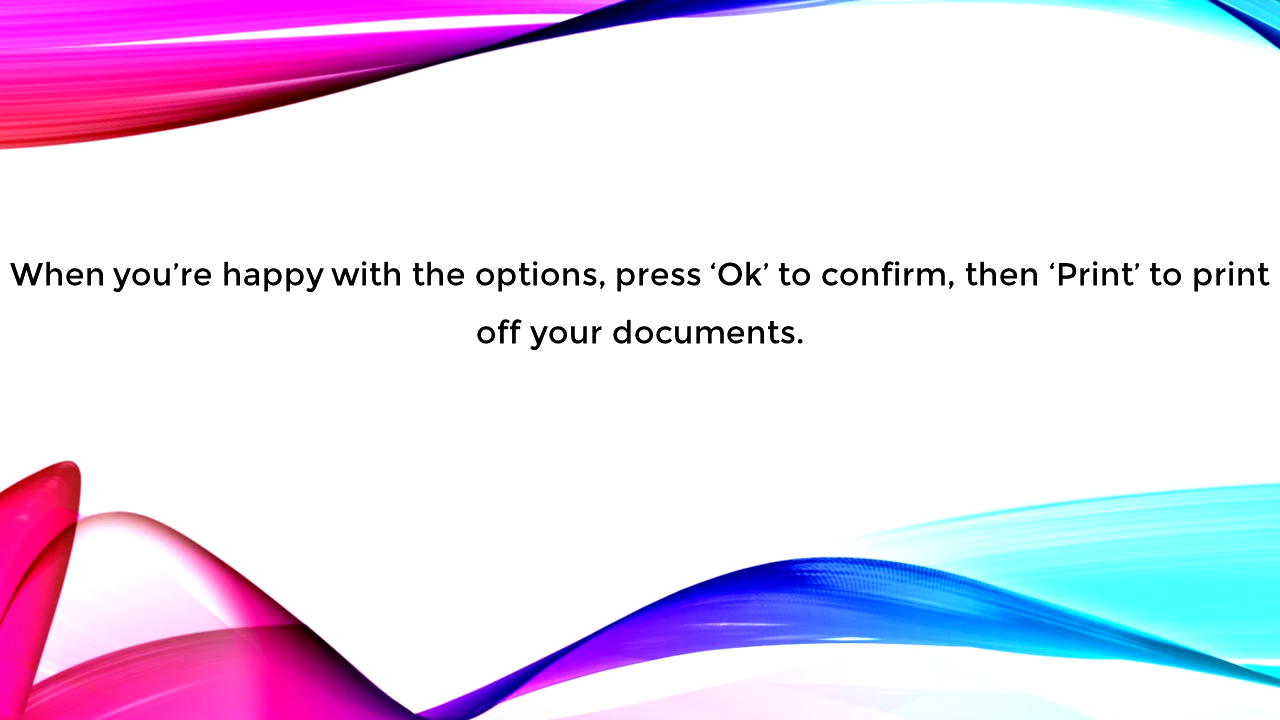 When you’re happy with the options, press ‘Ok’ to confirm, then ‘Print’ to print
off your documents.